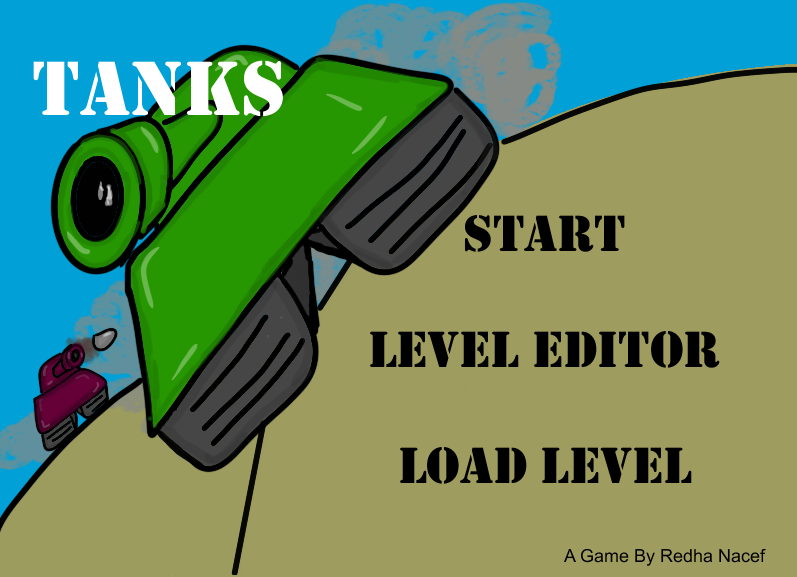 TANKS
START
LEVEL EDITOR
LOAD LEVEL
A Game By Redha Nacef